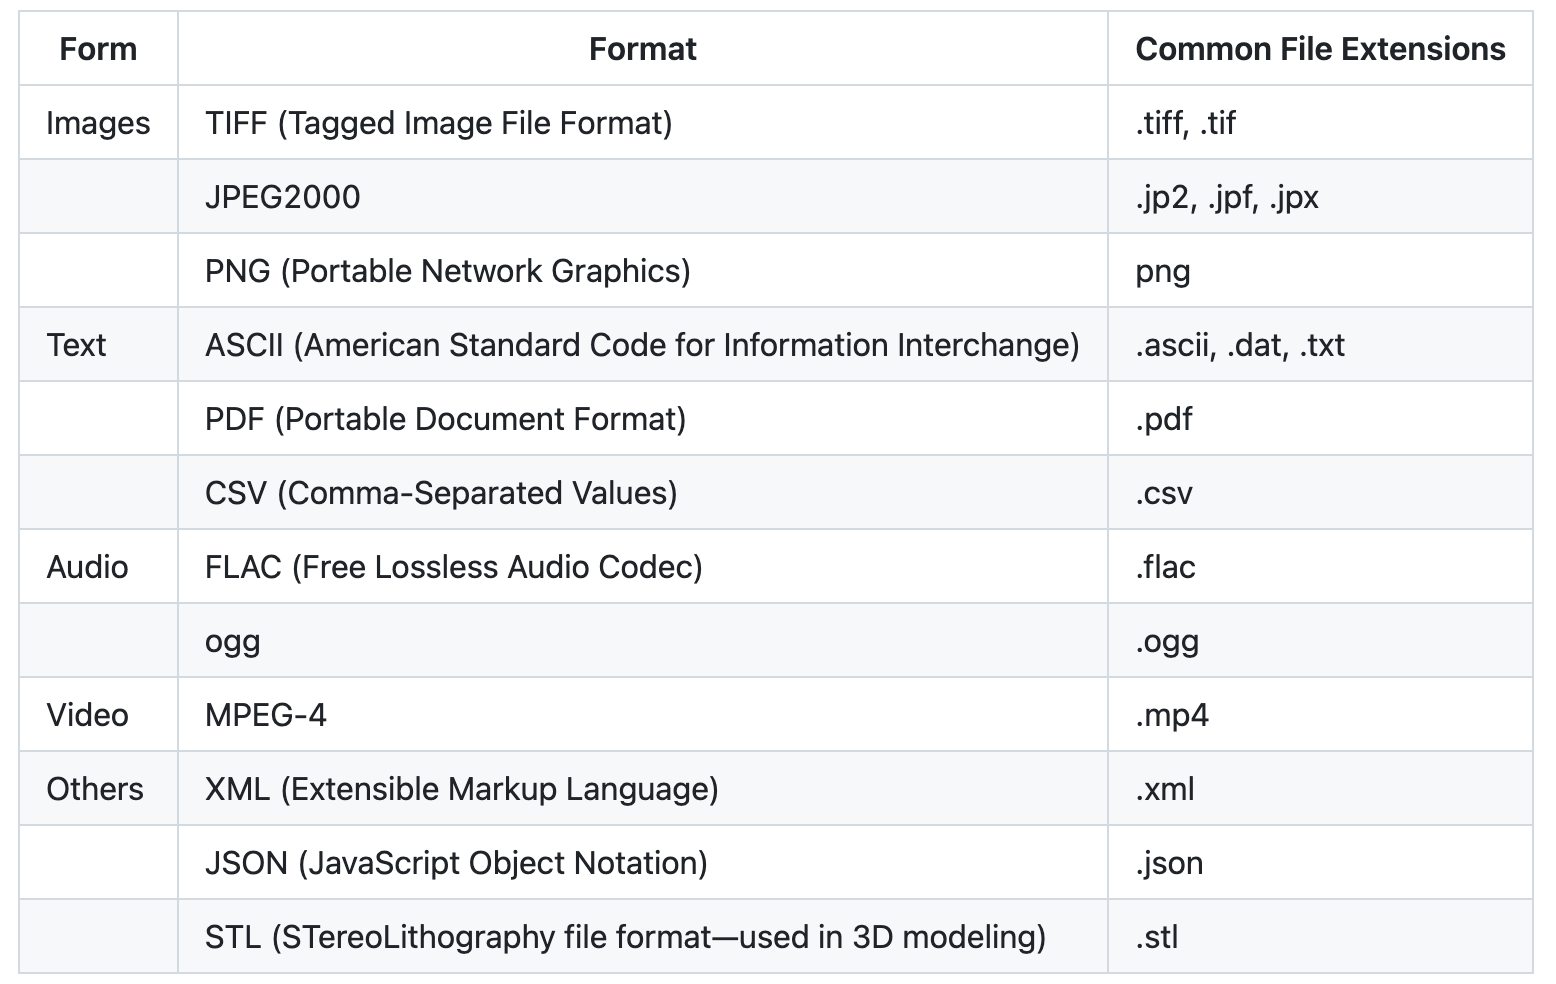 Form Format Common File Extensions
Images TIFF (Tagged Image File Format) .tiff, .tif
JPEG2000 .jp2, .jpf, .jpx
PNG (Portable Network Graphics) png
Text ASCII (American Standard Code for Information Interchange) .ascii, .dat, .txt
PDF (Portable Document Format) .pdf
CSV (Comma-Separated Values) .csv
Audio FLAC (Free Lossless Audio Codec) .flac
ogg .ogg
Video MPEG-4 .mp4
Others XML (Extensible Markup Language) .xml
JSON (JavaScript Object Notation) .json
STL (STereoLithography file format—used in 3D modeling) .stl